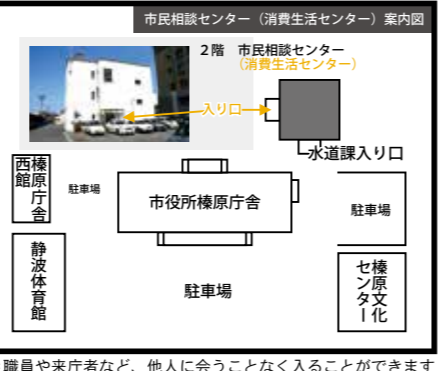 市民相談センター（消費生活センター）案内図
２階　市民相談センター
（消費生活センター）
入り口
水道課入り口
榛原庁舎
西館
駐車場
市役所榛原庁舎
駐車場
静波体育館
駐車場
榛原文化
センター
職員や来庁者など、他人に会うことなく入ることができます